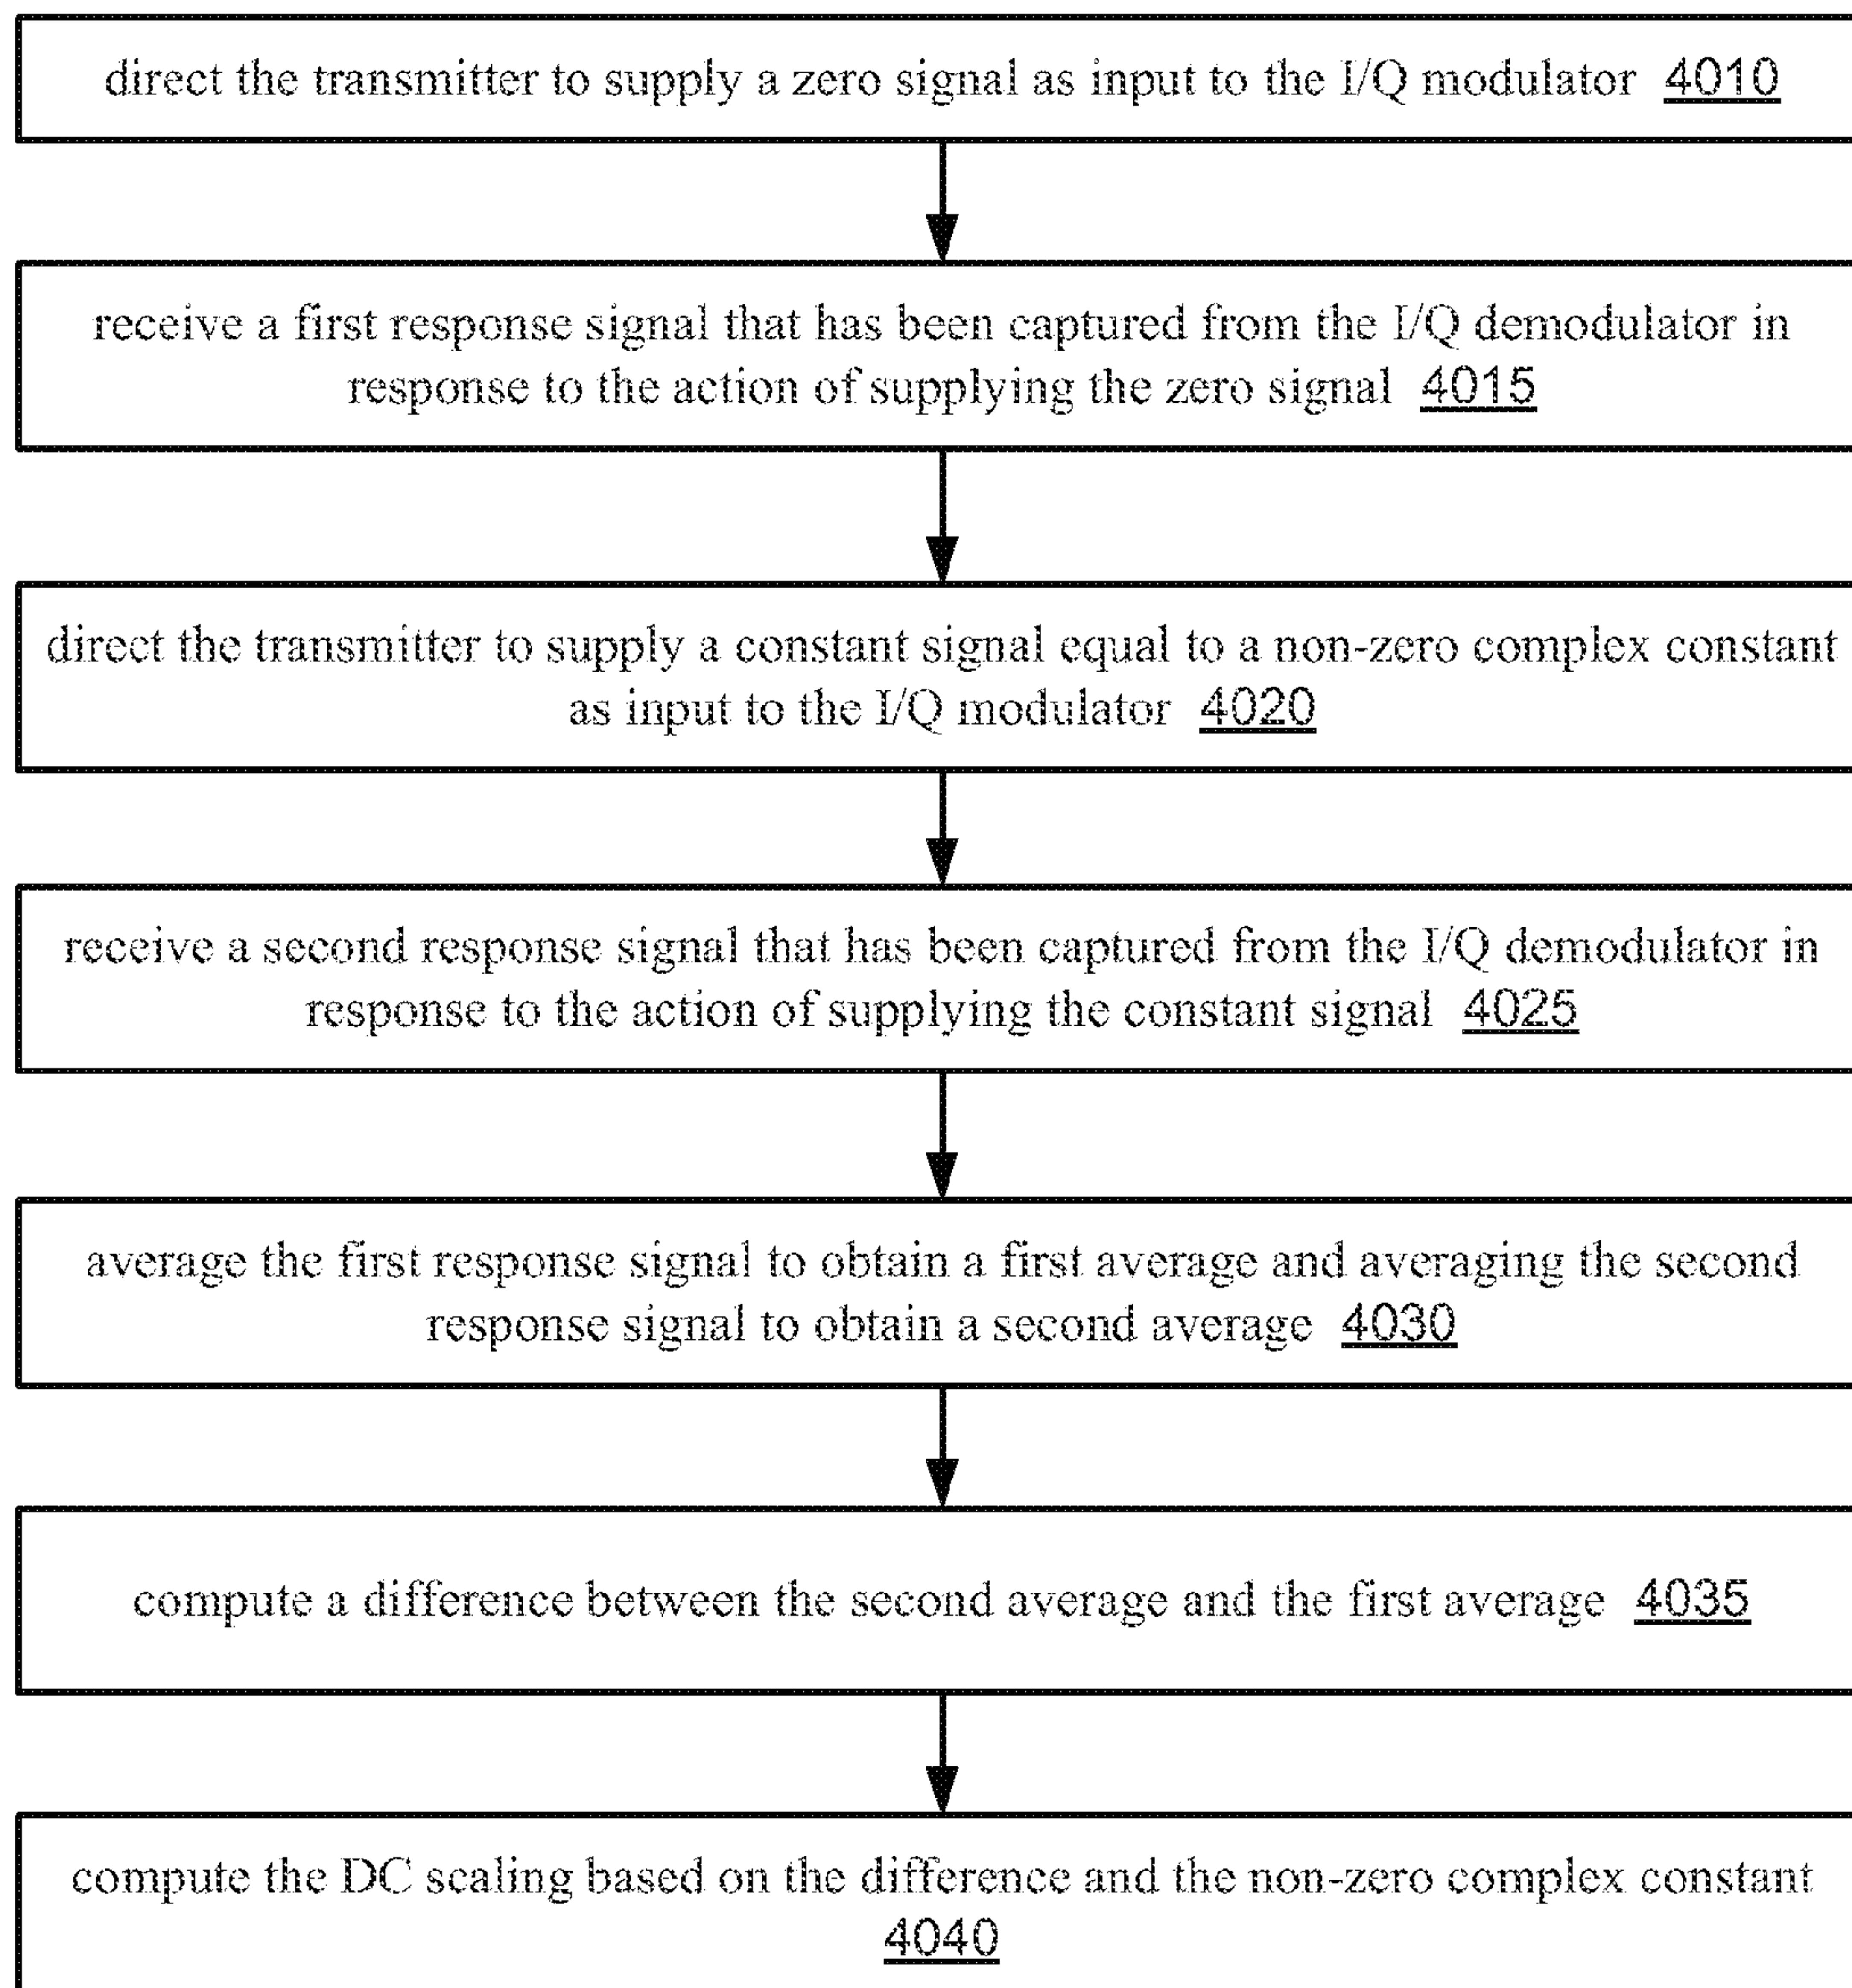 direct the transmitter to supply a zero signal as input to the I/Q modulator 4010
receive a first response signal that has been captured from the I/Q demodulator in
response to the action of supplying the zero signal 4015
direct the transmitter to supply a constant signal equal to a non-zero complex constant
as input to the I/Q modulator 4020
receive a second response signal that has been captured from the I/Q demodulator in
response to the action of supplying the constant signal 4025
average the first response signal to obtain a first average and averaging the second
response signal to obtain a second average 4030
compute a difference between the second average and the first average 4035
compute the DC scaling based on the difference and the non-zero complex constant
4040